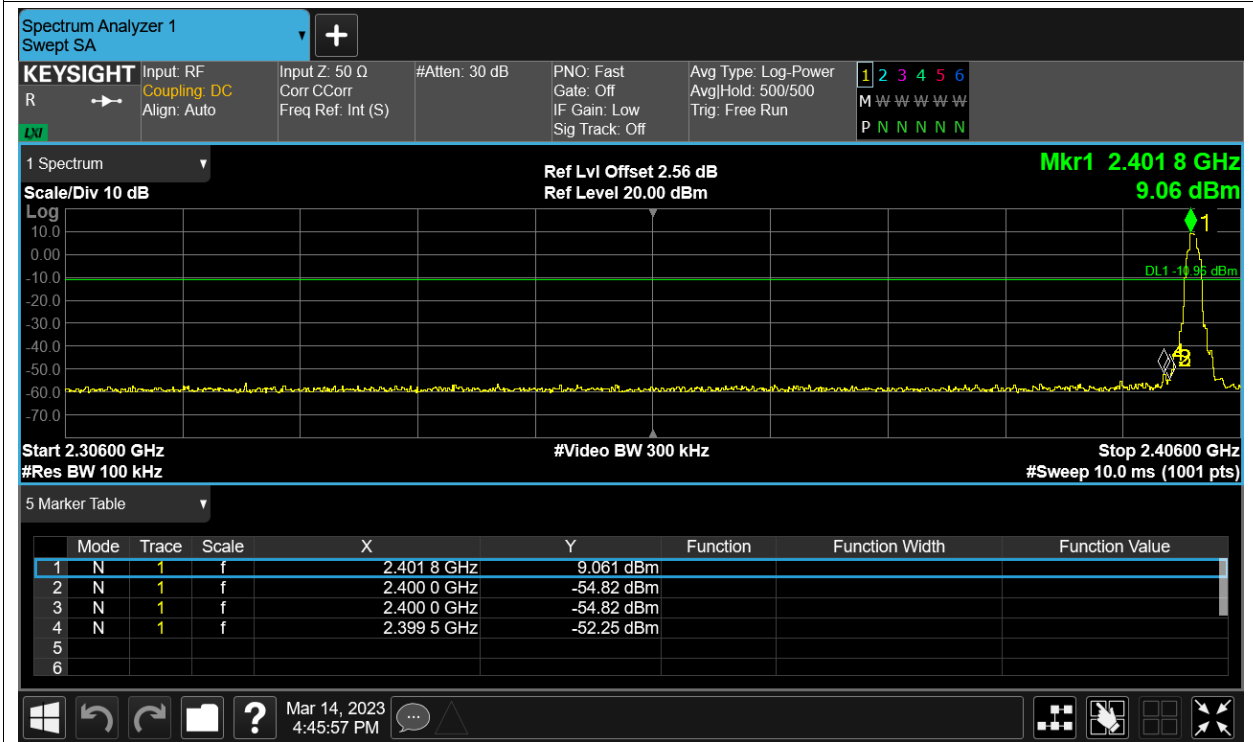 Spectrum Analyzer 1
Swept SA
+
KEYSIGHT Input: RF Input Z: 50 Ω #Atten: 30 dB PNO: Fast Avg Type: Log-Power 1 2 3 4 5 6
R Coupling: DC Corr CCorr Gate: Off Avg|Hold: 500/500 M W W W W W
Align: Auto Freq Ref: Int (S) IF Gain: Low Trig: Free Run
LXI Sig Track: Off P N N N N N
1 Spectrum Ref Lvl Offset 2.56 dB Mkr1 2.401 8 GHz
Scale/Div 10 dB Ref Level 20.00 dBm 9.06 dBm
Log
1
10.0
0.00
DL1 -10.95 dBm
-10.0
-20.0
-30.0
-40.0
-50.0
-60.0
-70.0
Start 2.30600 GHz #Video BW 300 kHz Stop 2.40600 GHz
#Res BW 100 kHz #Sweep 10.0 ms (1001 pts)
5 Marker Table
Mode Trace Scale X Y Function Function Width Function Value
1 N 1 f 2.401 8 GHz 9.061 dBm
2 N 1 f 2.400 0 GHz -54.82 dBm
3 N 1 f 2.400 0 GHz -54.82 dBm
4 N 1 f 2.399 5 GHz -52.25 dBm
5
6
? Mar 14, 2023
4:45:57 PM